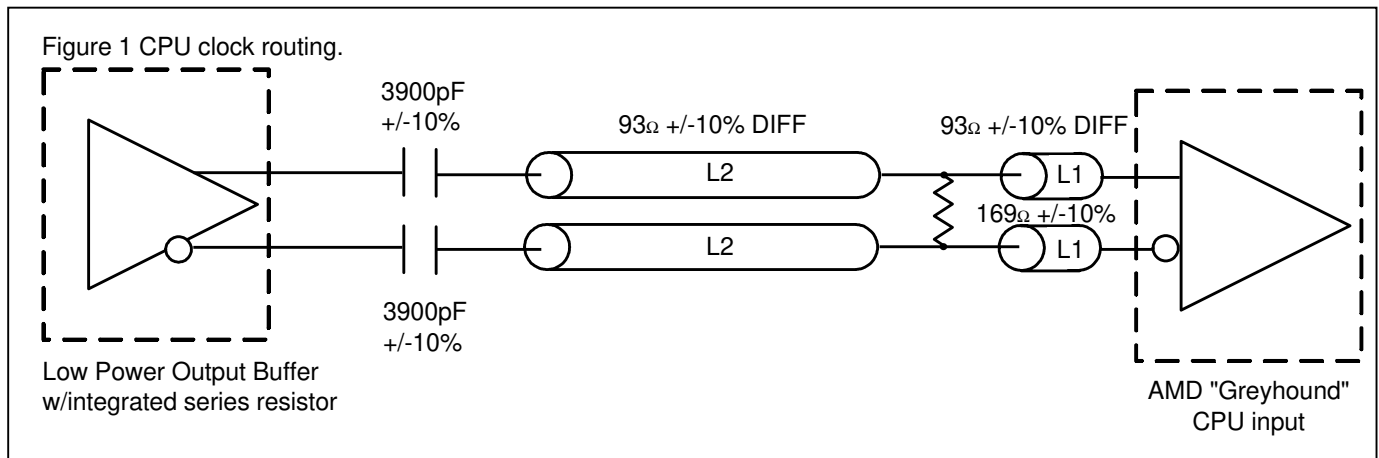 Figure 1 CPU clock routing.
3900pF
+/-10%
93Ω +/-10% DIFF
93Ω +/-10% DIFF
L2
L1
169Ω +/-10%
L2
L1
3900pF
+/-10%
Low Power Output Buffer
w/integrated series resistor
AMD "Greyhound"
CPU input